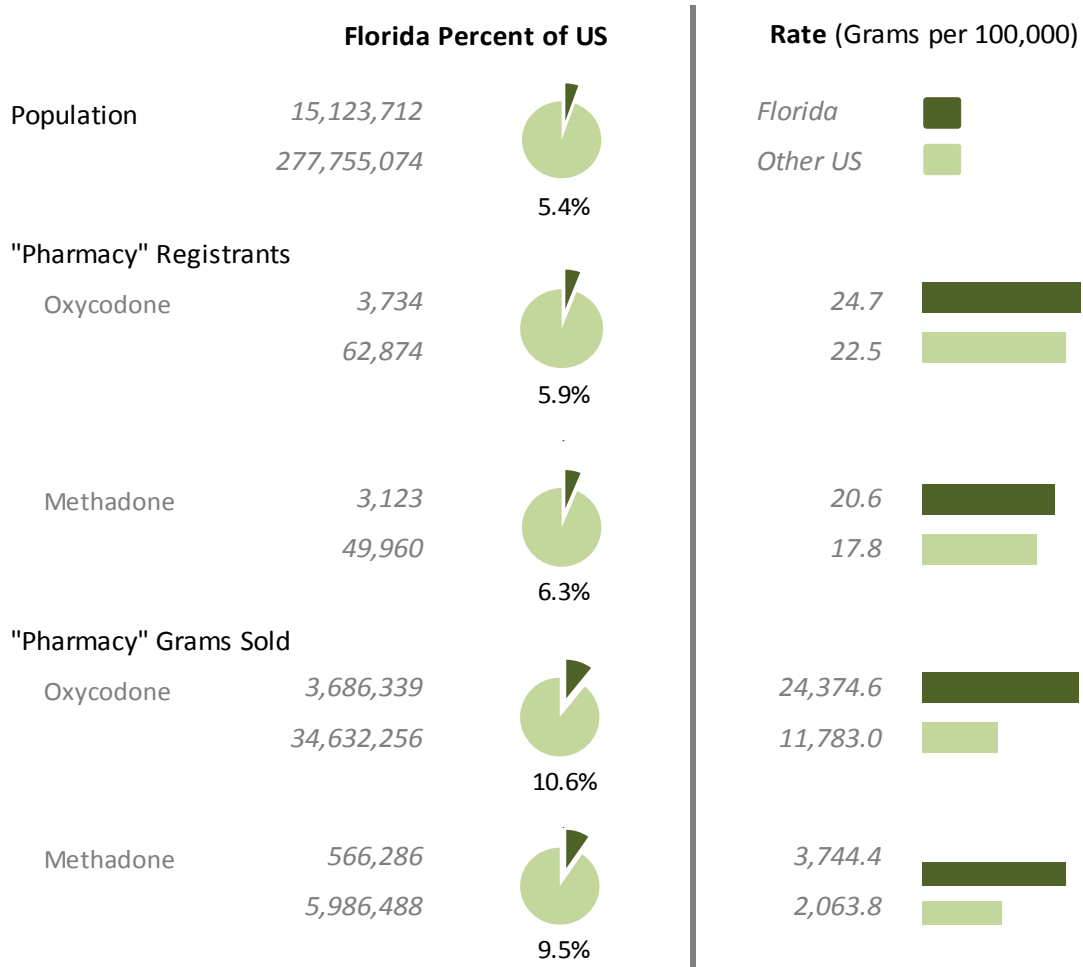 Florida Percent of US
Rate (Grams per 100,000)
Population 15,123,712 Florida
277,755,074 Other US
5.4%
"Pharmacy" Registrants
Oxycodone 3,734 24.7
62,874 22.5
5.9%
Methadone 3,123 20.6
49,960 17.8
6.3%
"Pharmacy" Grams Sold
Oxycodone 3,686,339 24,374.6
34,632,256 11,783.0
10.6%
Methadone 566,286 3,744.4
5,986,488 2,063.8
9.5%